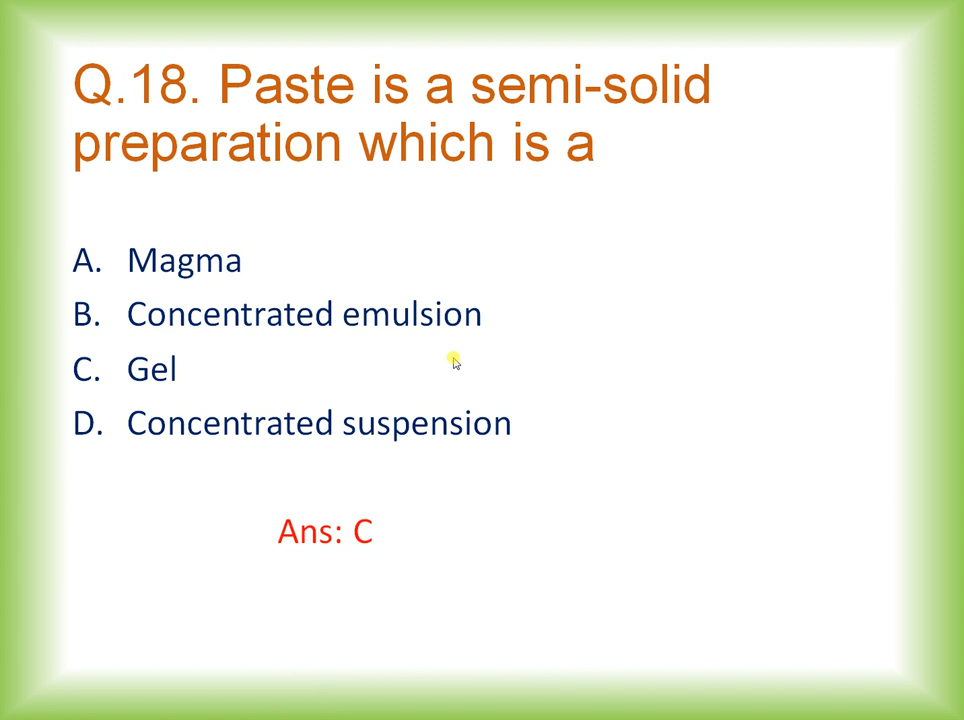 Q.18. Paste is a semi-solid
preparation which is a
A. Magma
B. Concentrated emulsion
C. Gel
D. Concentrated suspension
Ans: C